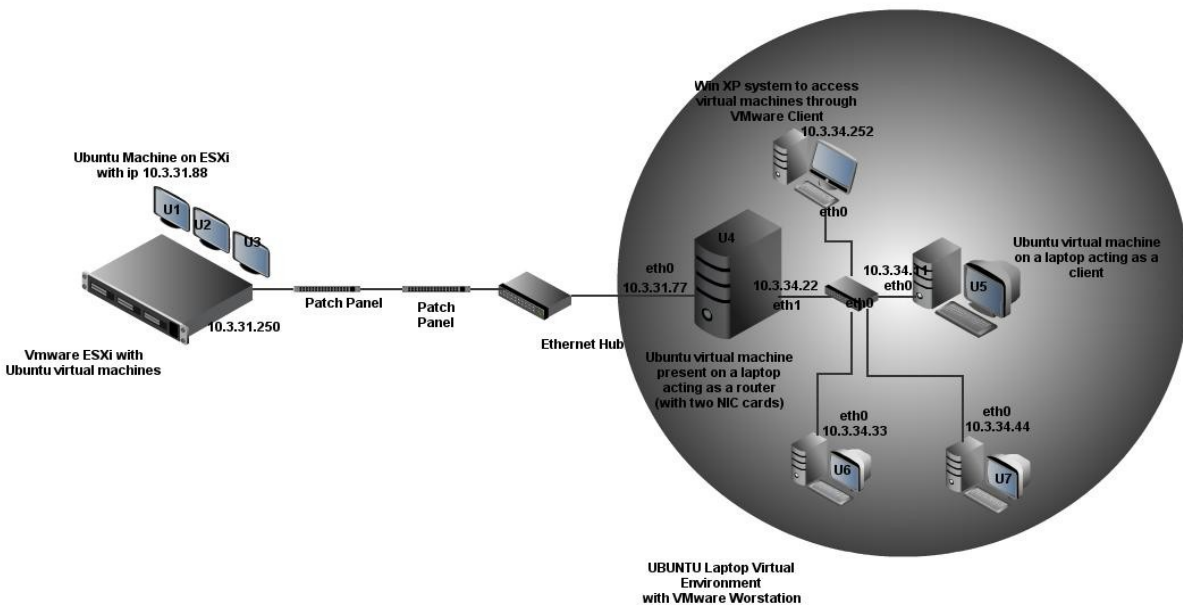 Win XP system to access
virtual machines through
VMware Client
10.3.34.252
eth0
Ubuntu Machine on ESXi
with ip 10.3.31.88
U1
U2
U3
10.3.31.250
Vmware ESXi with
Ubuntu virtual machines
Patch Panel
Patch
Panel
Ethernet Hub
eth0
10.3.31.77
U4
10.3.34.22
eth1
Ubuntu virtual machine
present on a laptop
acting as a router
(with two NIC cards)
eth0
10.3.34.11
eth0
U5
Ubuntu virtual machine
on a laptop acting as a
client
eth0
10.3.34.33
U6
eth0
10.3.34.44
U7
UBUNTU Laptop Virtual
Environment
with VMware Worstation